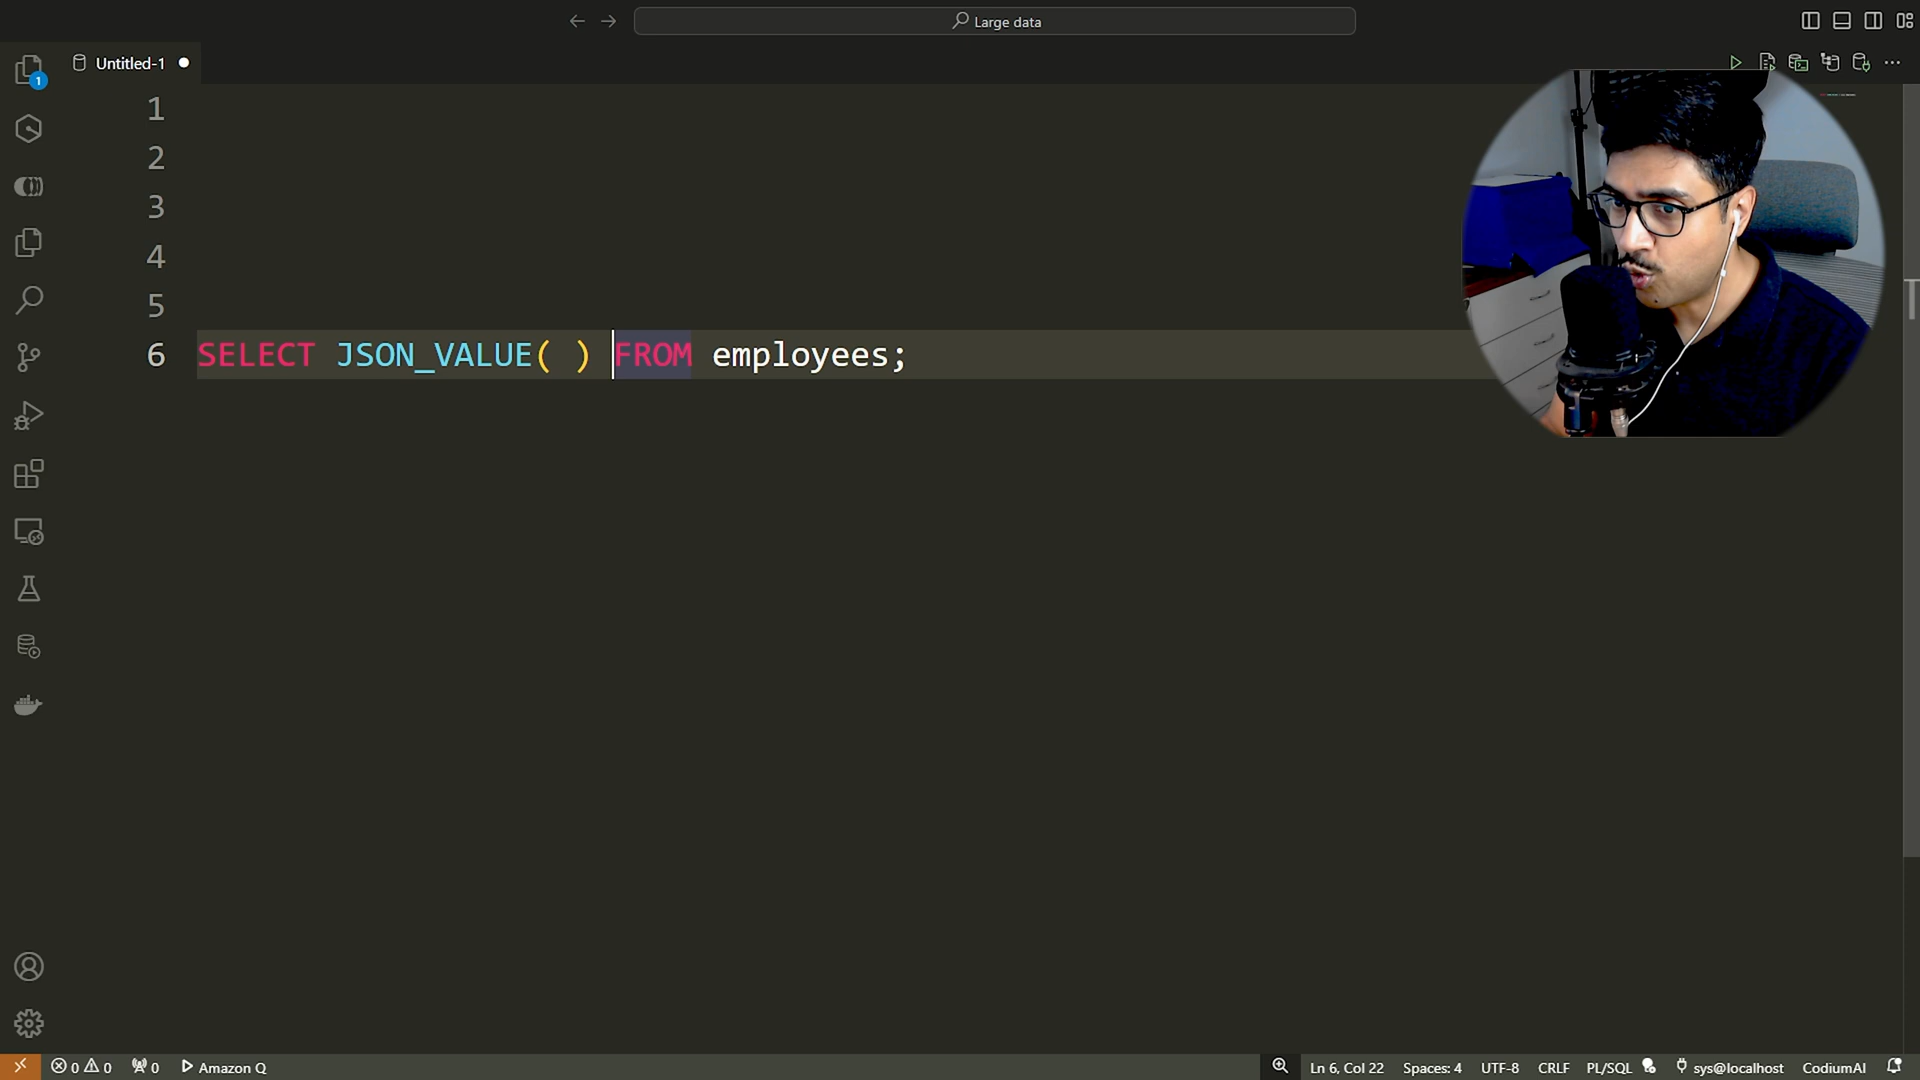 Large data
Untitled-1
1
1
2
3
4
5
6 SELECT JSON_VALUE( ) FROM employees;
0 0 0 Amazon Q Ln 6, Col 22 Spaces: 4 UTF-8 CRLF PL/SQL sys@localhost CodiumAI